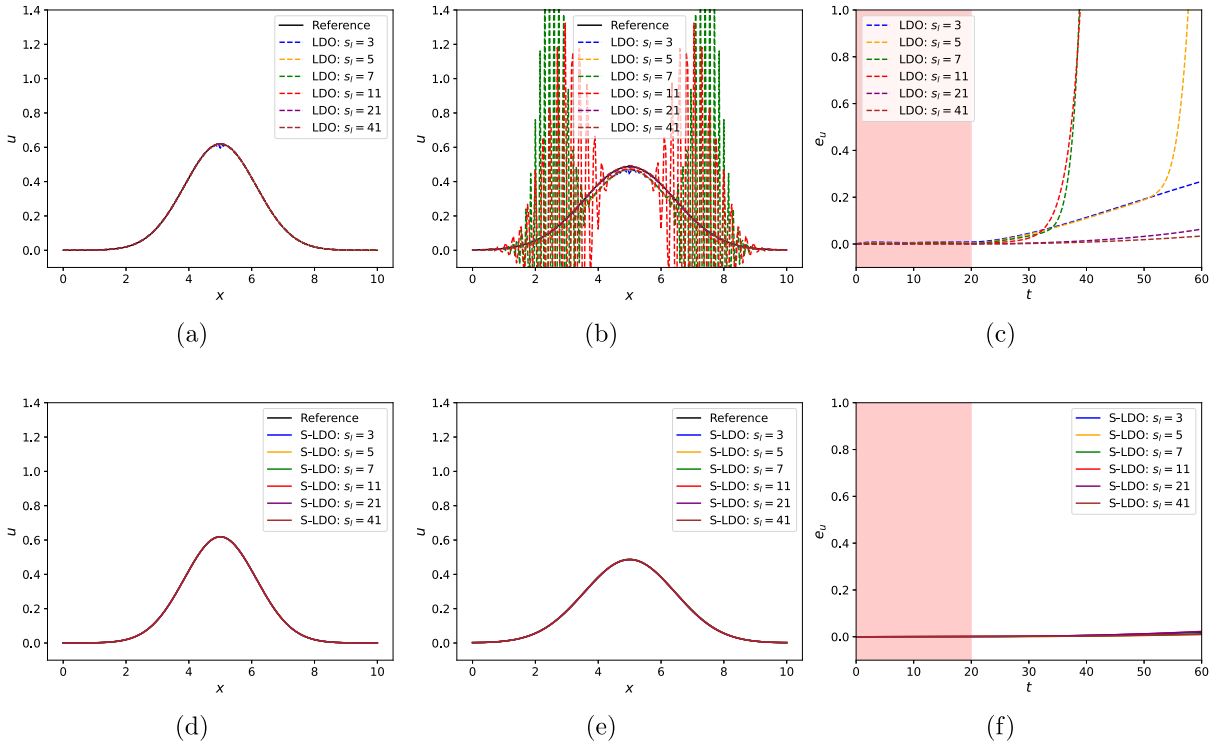 1.4
1.2
1.0
0.8
0.6
0.4
0.2
0.0
u
0 2 4 6 8 10
x
Reference
LDO: s_l = 3
LDO: s_l = 5
LDO: s_l = 7
LDO: s_l = 11
LDO: s_l = 21
LDO: s_l = 41
(a)
1.4
1.2
1.0
0.8
0.6
0.4
0.2
0.0
u
0 2 4 6 8 10
x
Reference
LDO: s_l = 3
LDO: s_l = 5
LDO: s_l = 7
LDO: s_l = 11
LDO: s_l = 21
LDO: s_l = 41
(b)
1.0
0.8
0.6
0.4
0.2
0.0
e_u
0 10 20 30 40 50 60
t
LDO: s_l = 3
LDO: s_l = 5
LDO: s_l = 7
LDO: s_l = 11
LDO: s_l = 21
LDO: s_l = 41
(c)
1.4
1.2
1.0
0.8
0.6
0.4
0.2
0.0
u
0 2 4 6 8 10
x
Reference
S-LDO: s_l = 3
S-LDO: s_l = 5
S-LDO: s_l = 7
S-LDO: s_l = 11
S-LDO: s_l = 21
S-LDO: s_l = 41
(d)
1.4
1.2
1.0
0.8
0.6
0.4
0.2
0.0
u
0 2 4 6 8 10
x
Reference
S-LDO: s_l = 3
S-LDO: s_l = 5
S-LDO: s_l = 7
S-LDO: s_l = 11
S-LDO: s_l = 21
S-LDO: s_l = 41
(e)
1.0
0.8
0.6
0.4
0.2
0.0
e_u
0 10 20 30 40 50 60
t
S-LDO: s_l = 3
S-LDO: s_l = 5
S-LDO: s_l = 7
S-LDO: s_l = 11
S-LDO: s_l = 21
S-LDO: s_l = 41
(f)